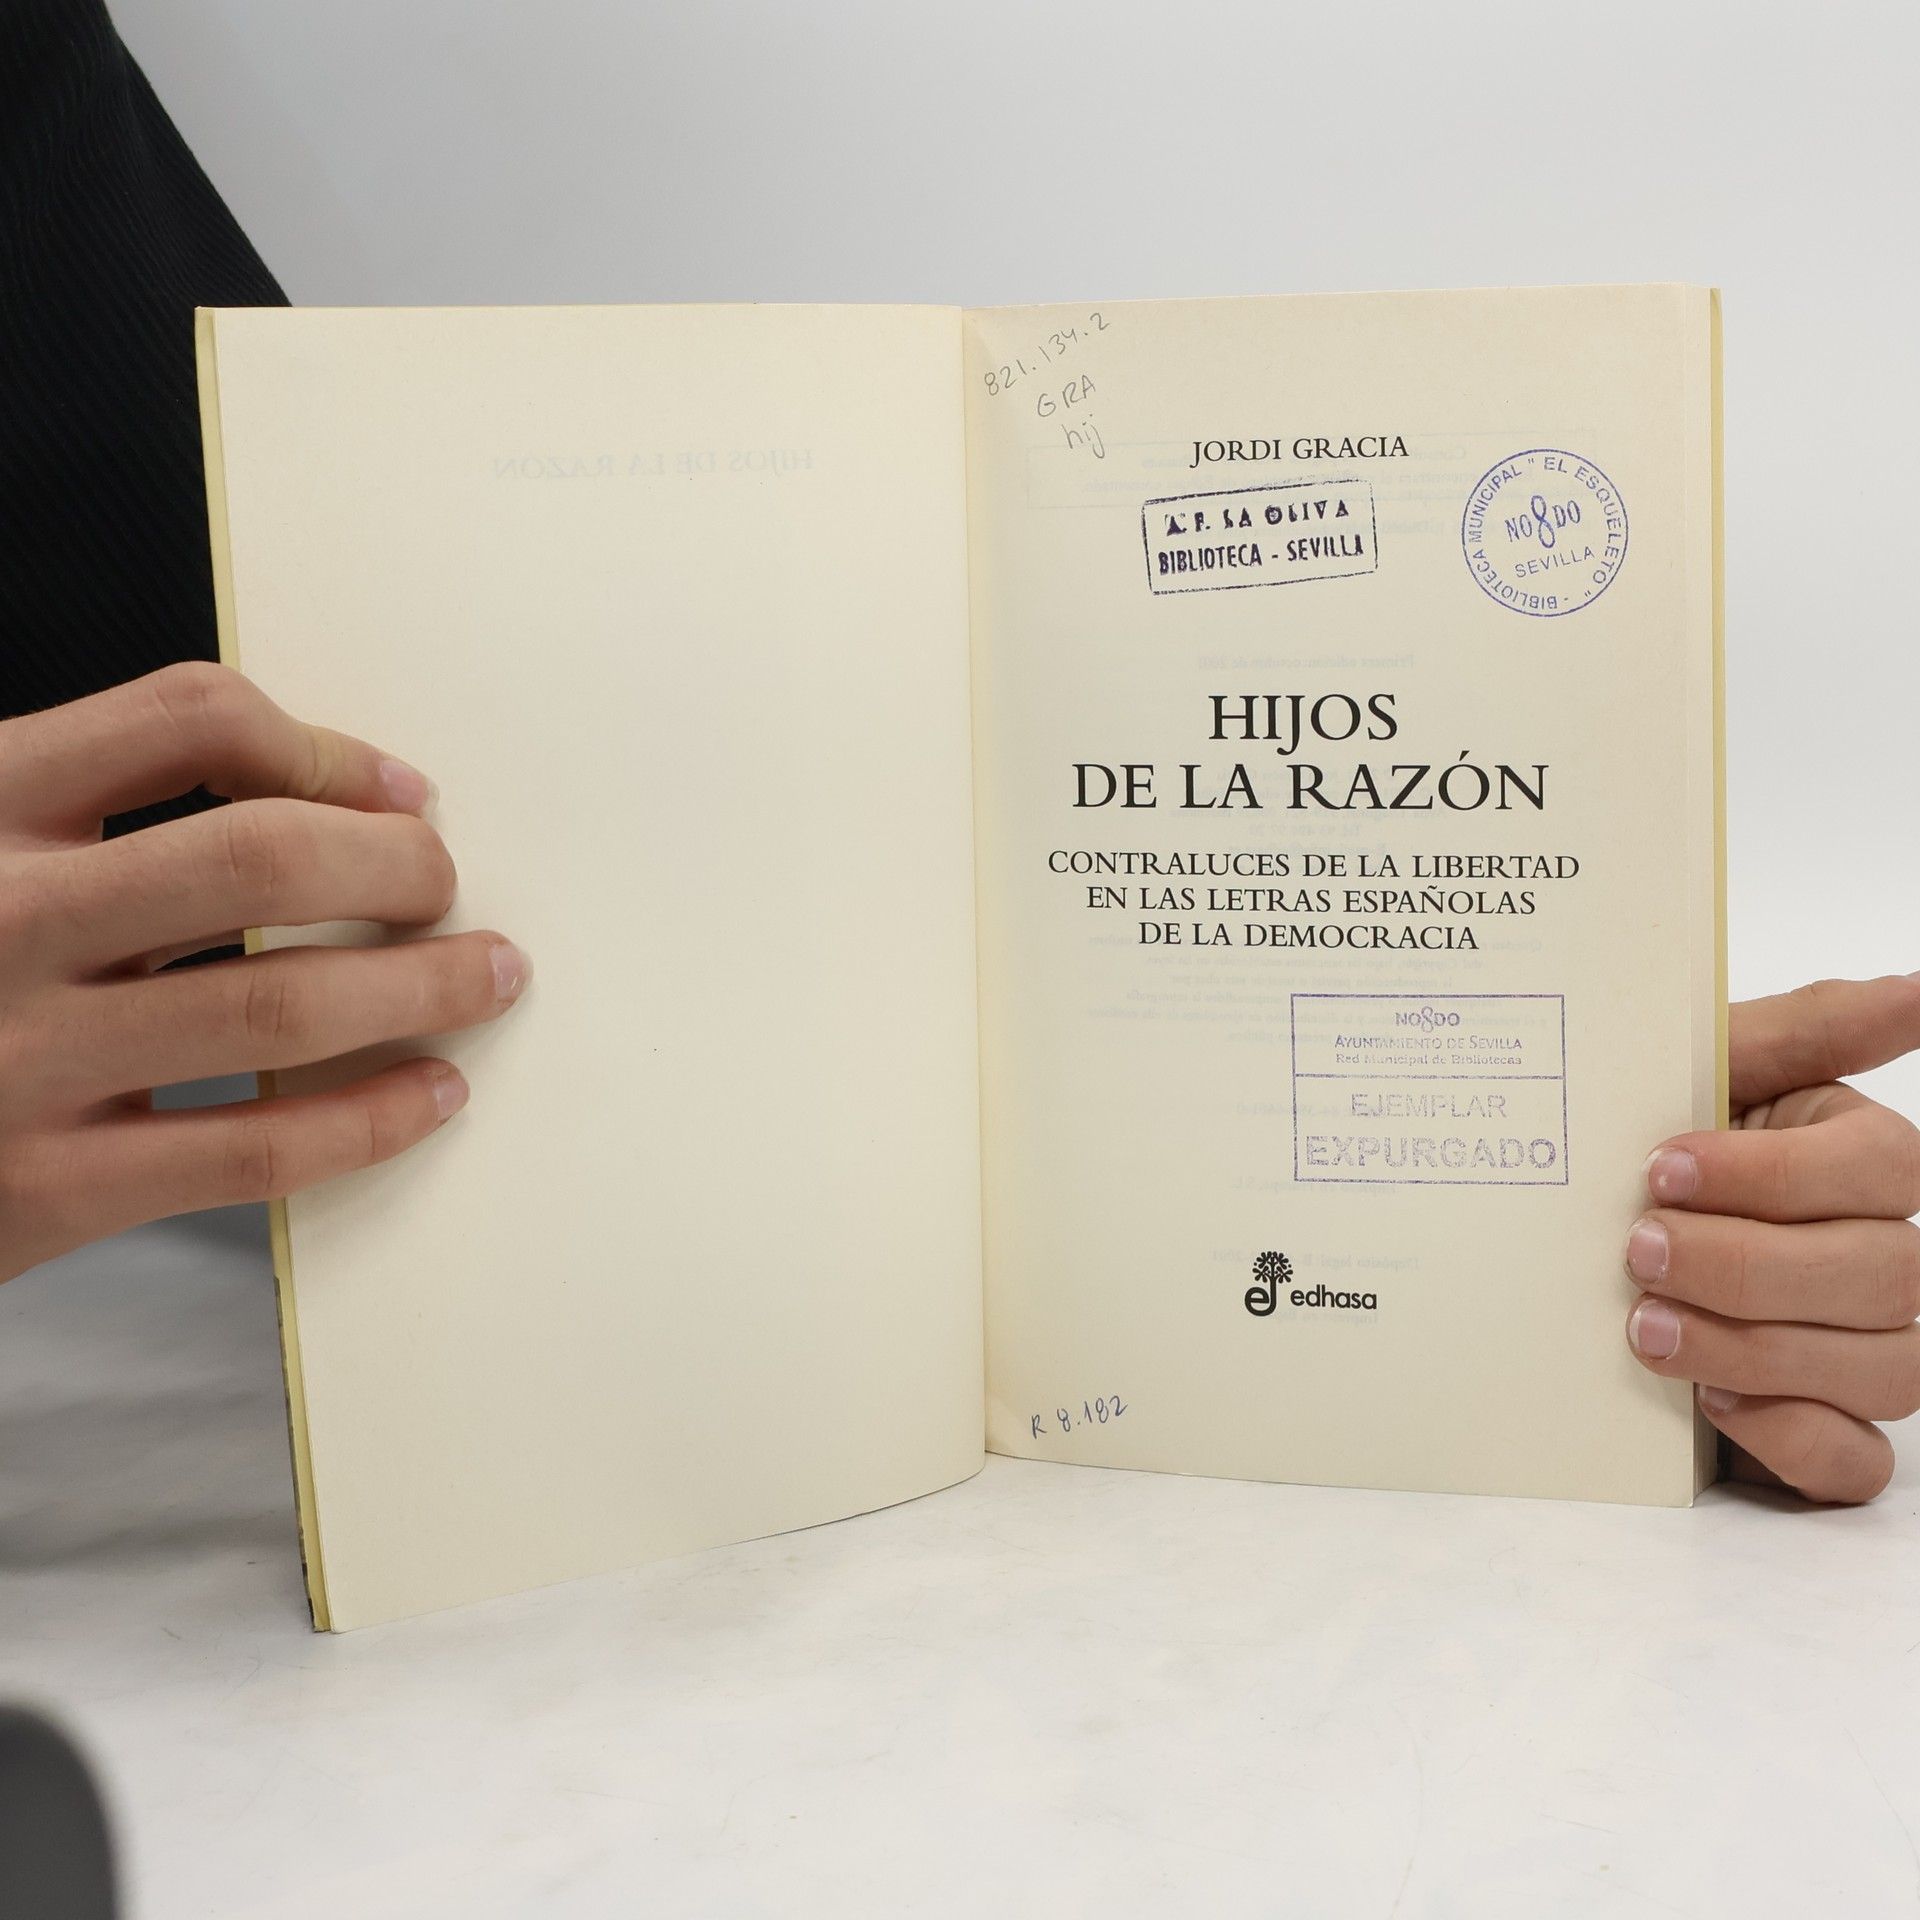 821.134.2
GRA
hij
JORDI GRACIA
A.F. LA OLIVA
BIBLIOTECA - SEVILLA
BIBLIOTECA MUNICIPAL "EL ESQUELETO" -
NO8DO
SEVILLA
HIJOS
DE LA RAZÓN
CONTRALUCES DE LA LIBERTAD
EN LAS LETRAS ESPAÑOLAS
DE LA DEMOCRACIA
NO8DO
AYUNTAMIENTO DE SEVILLA
Red Municipal de Bibliotecas
EJEMPLAR
EXPURGADO
edhasa
R 8.182
HIJOS DE LA RAZÓN